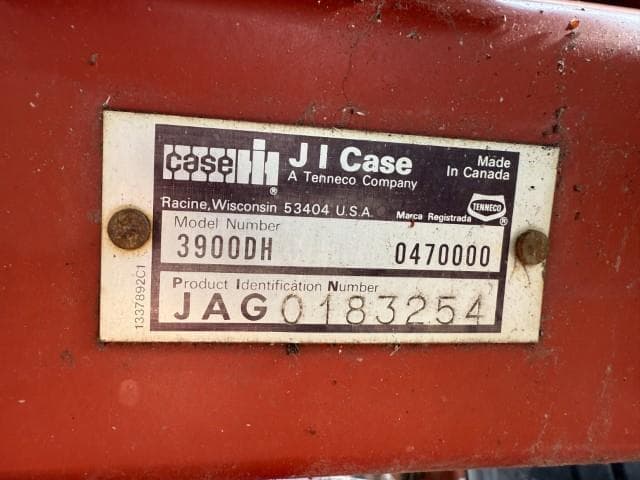 case IH ®
J I Case
A Tenneco Company
Made
In Canada
Racine, Wisconsin 53404 U.S.A.
Marca Registrada
TENNECO ®
Model Number
3900DH 0470000
Product Identification Number
JAG0183254
1337892C1